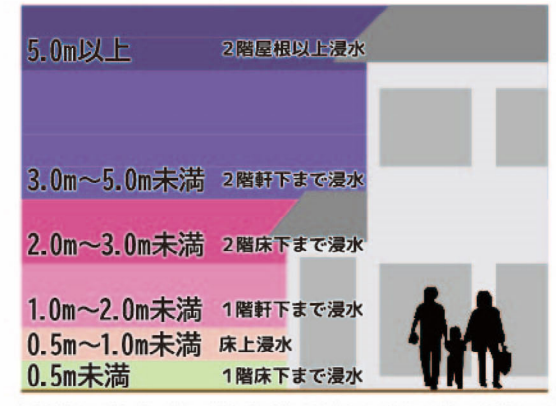 5.0m以上 2階屋根以上浸水
3.0m～5.0m未満 2階軒下まで浸水
2.0m～3.0m未満 2階床下まで浸水
1.0m～2.0m未満 1階軒下まで浸水
0.5m～1.0m未満 床上浸水
0.5m未満 1階床下まで浸水